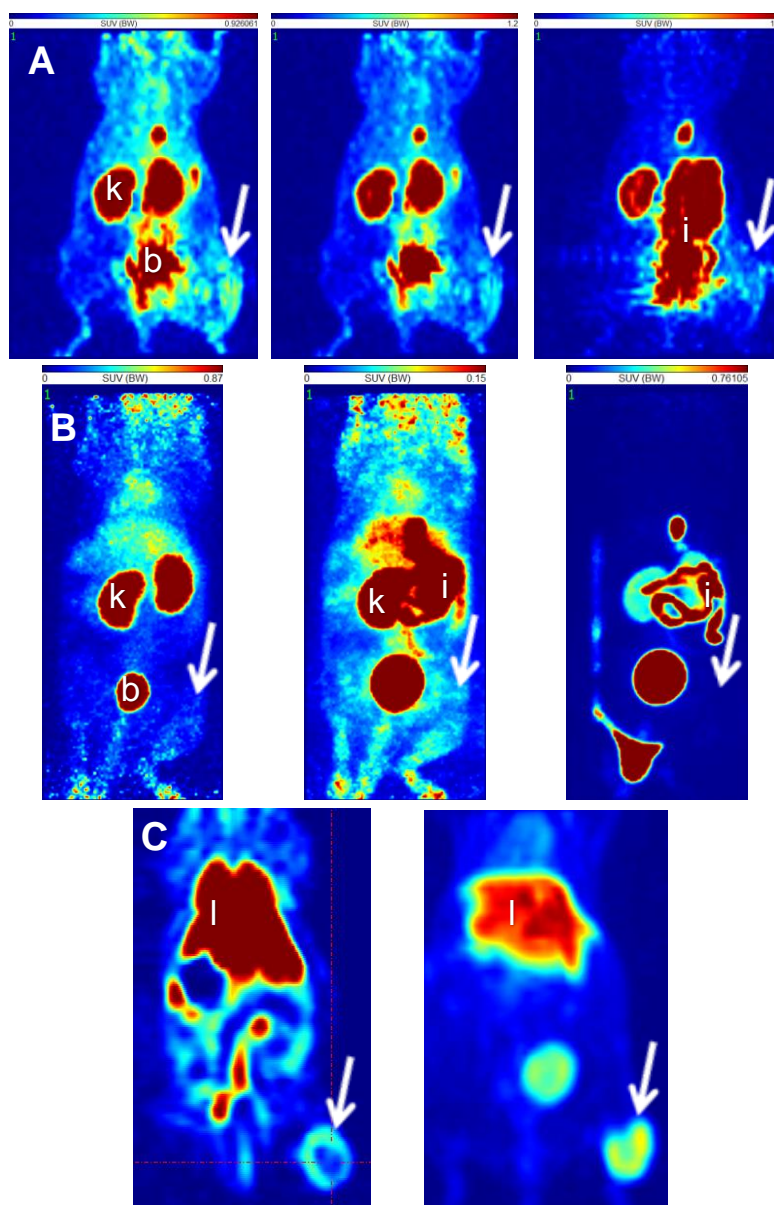 0 SUV (BW) 0.926061
0 SUV (BW) 1.2
0 SUV (BW) 1
1 A k b
1
1 i
0 SUV (BW) 0.87
0 SUV (BW) 0.15
0 SUV (BW) 0.76105
1 B k b
1 k i
1 i
C l
l